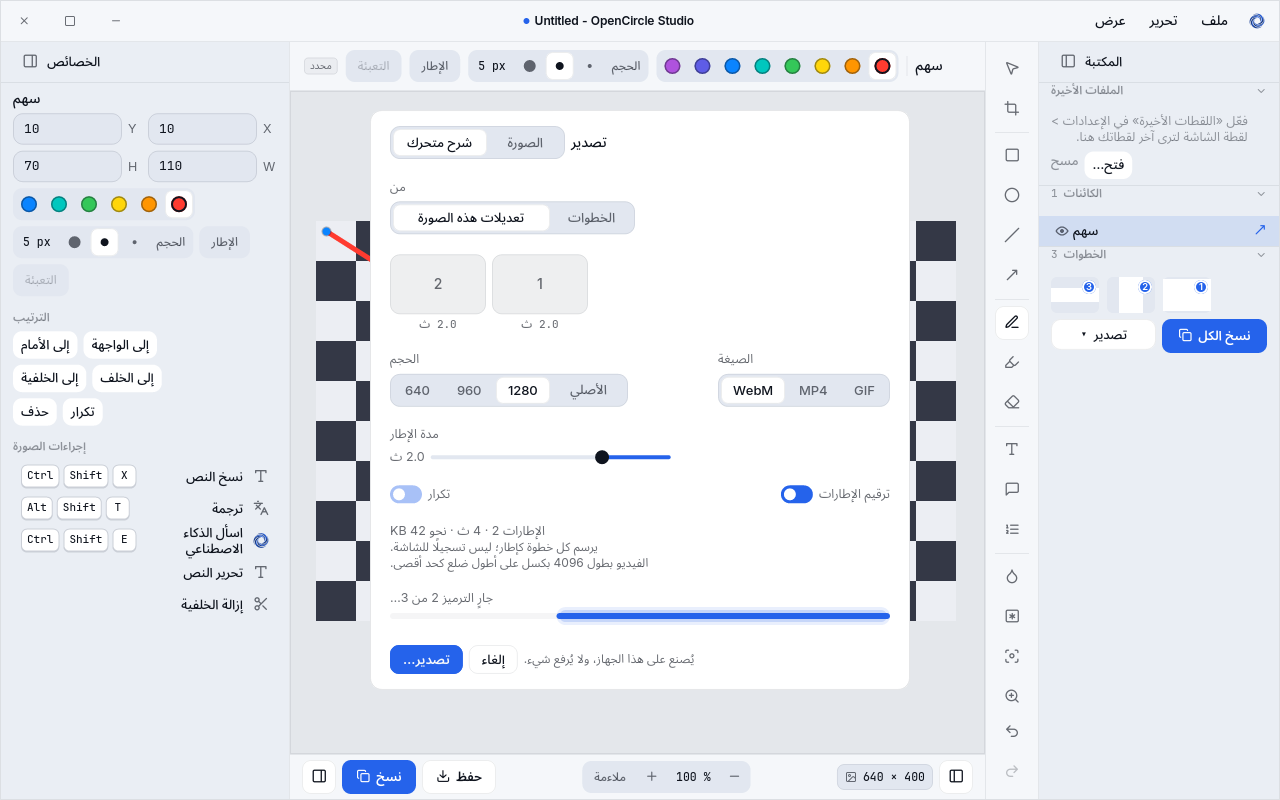 ملف
تحرير
عرض
Untitled - OpenCircle Studio
المكتبة
الملفات الأخيرة
فعّل «اللقطات الأخيرة» في الإعدادات >
لقطة الشاشة لترى آخر لقطاتك هنا.
فتح...
مسح
الكائنات 1
سهم
الخطوات 3
1
2
3
نسخ الكل
تصدير
سهم
الحجم
5 px
الإطار
التعبئة
محدد
تصدير
الصورة
شرح متحرك
من
الخطوات
تعديلات هذه الصورة
1
2
2.0 ث
2.0 ث
الصيغة
GIF
MP4
WebM
الحجم
الأصلي
1280
960
640
مدة الإطار
2.0 ث
ترقيم الإطارات
تكرار
الإطارات 2 · 4 ث · نحو 42 KB
يرسم كل خطوة كإطار؛ ليس تسجيلًا للشاشة.
الفيديو بطول 4096 بكسل على أطول ضلع كحد أقصى.
جارٍ الترميز 2 من 3...
يُصنع على هذا الجهاز، ولا يُرفع شيء.
إلغاء
تصدير...
640 × 400
100 %
ملاءمة
حفظ
نسخ
الخصائص
سهم
X
10
Y
10
W
110
H
70
الإطار
الحجم
5 px
التعبئة
الترتيب
إلى الواجهة
إلى الأمام
إلى الخلف
إلى الخلفية
تكرار
حذف
إجراءات الصورة
نسخ النص
Ctrl Shift X
ترجمة
Alt Shift T
اسأل الذكاء
الاصطناعي
Ctrl Shift E
تحرير النص
إزالة الخلفية